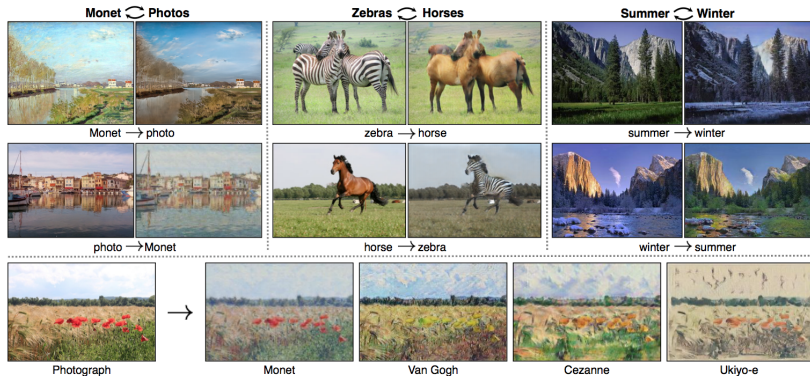 Monet Photos
Zebras Horses
Summer Winter
Monet → photo
zebra → horse
summer → winter
photo → Monet
horse → zebra
winter → summer
Photograph
Monet
Van Gogh
Cezanne
Ukiyo-e